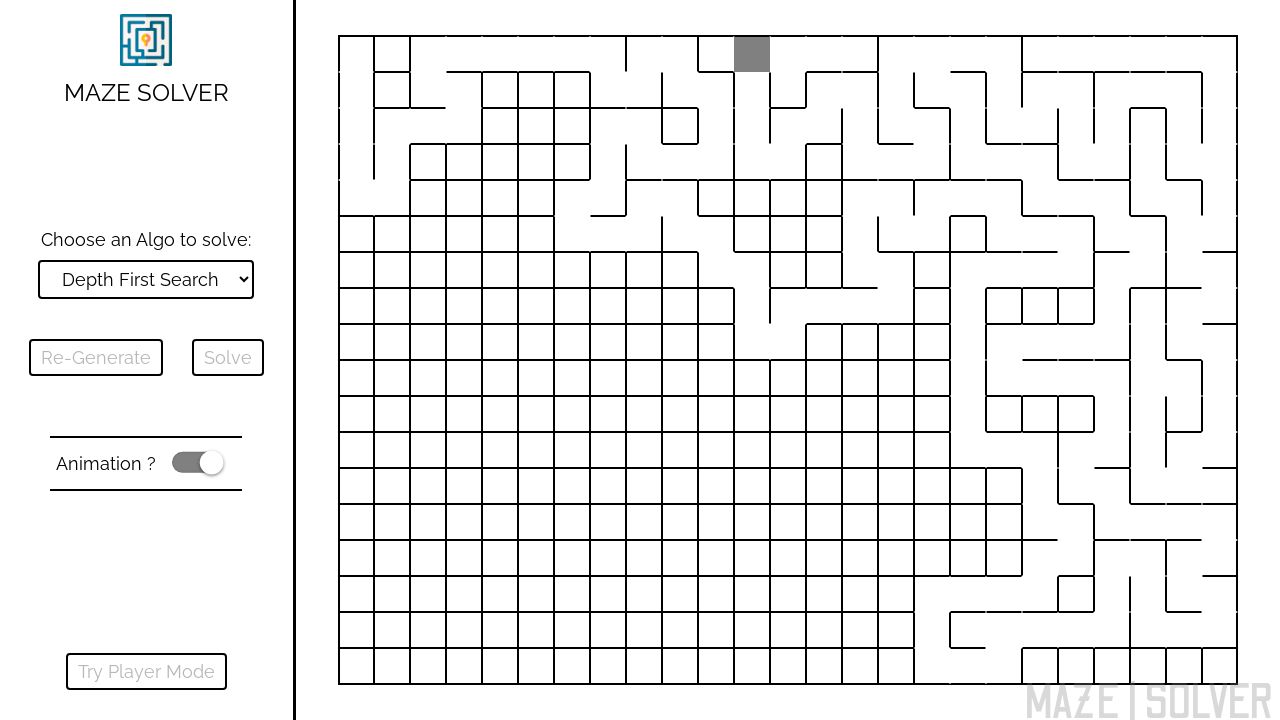 MAZE SOLVER
Choose an Algo to solve:
Depth First Search
Re-Generate
Solve
Animation ?
Try Player Mode
MAZE | SOLVER